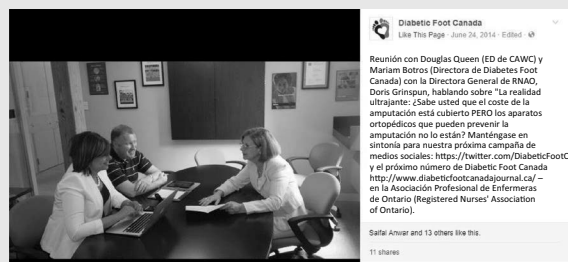 Diabetic Foot Canada
Like This Page · June 24, 2014 · Edited ·
Reunión con Douglas Queen (ED de CAWC) y
Mariam Botros (Directora de Diabetes Foot
Canada) con la Directora General de RNAO,
Doris Grinspun, hablando sobre "La realidad
ultrajante: ¿Sabe usted que el coste de la
amputación está cubierto PERO los aparatos
ortopédicos que pueden prevenir la
amputación no lo están? Manténgase en
sintonía para nuestra próxima campaña de
medios sociales: https://twitter.com/DiabeticFootC
y el próximo número de Diabetic Foot Canada
http://www.diabeticfootcanadajournal.ca/ –
en la Asociación Profesional de Enfermeras
de Ontario (Registered Nurses' Association
of Ontario).
Saifal Anwar and 13 others like this.
11 shares